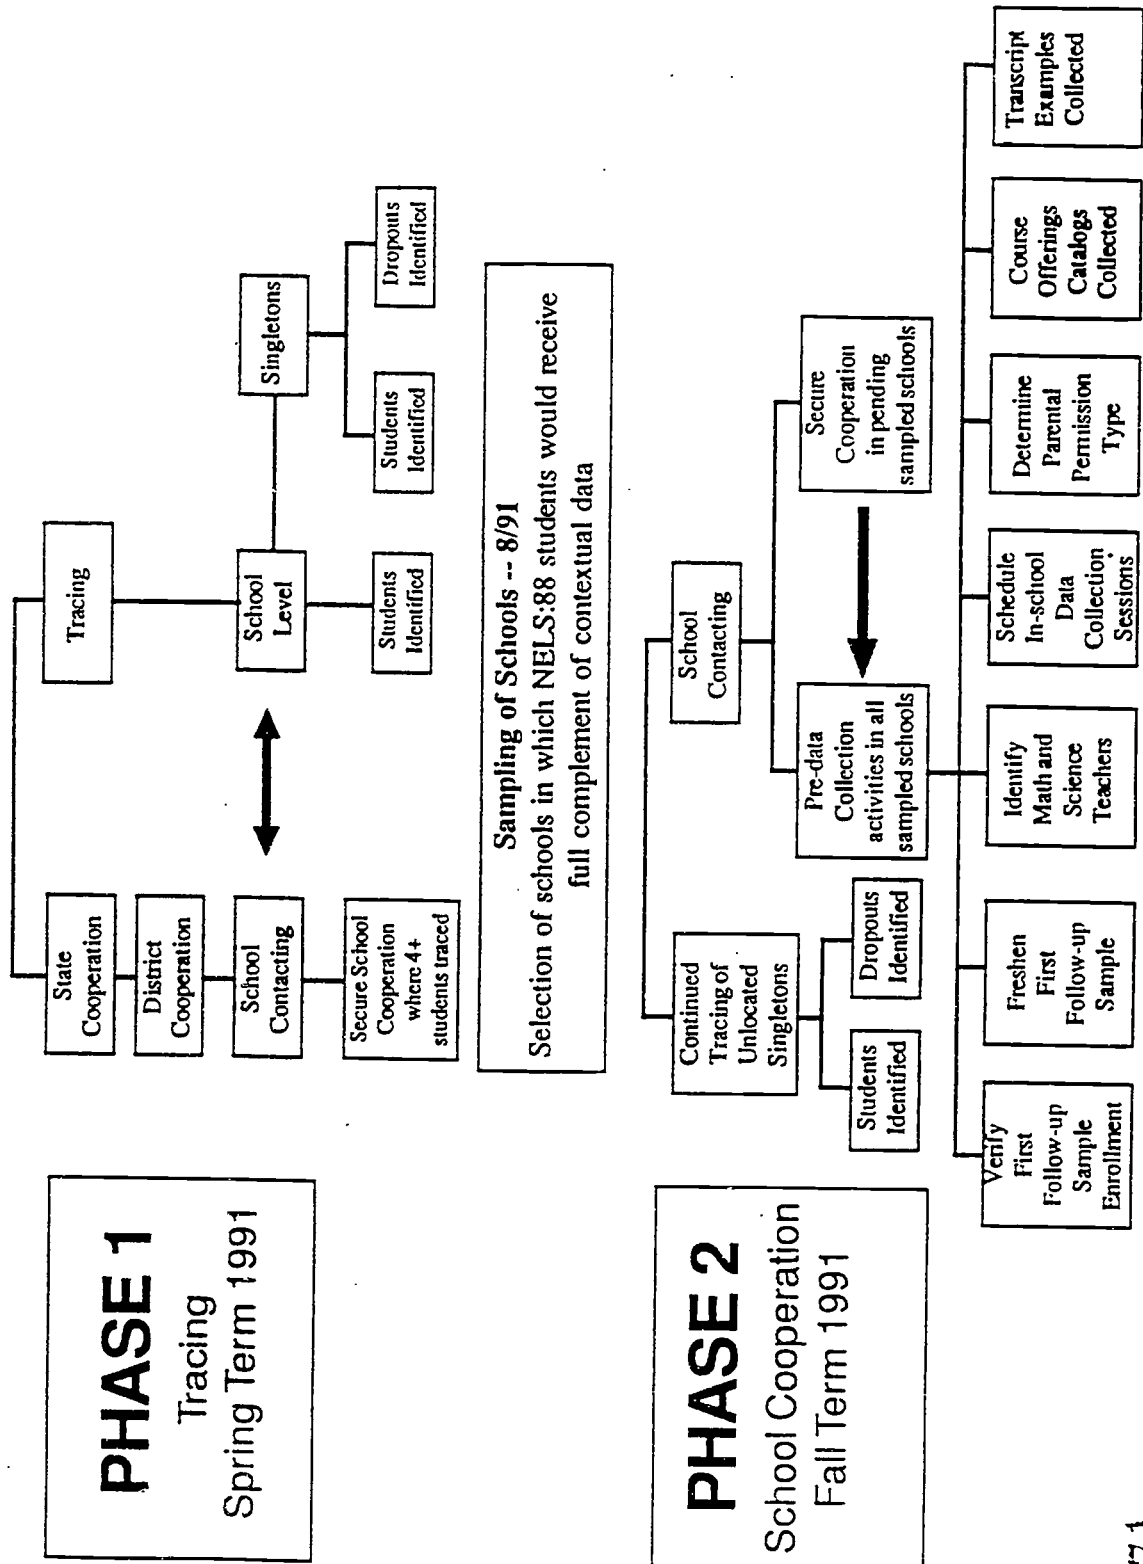 PHASE 1
Tracing
Spring Term 1991
State
Cooperation
District
Cooperation
School
Contacting
Secure School
Cooperation
where 4+
students traced
Tracing
School
Level
Students
Identified
Singletons
Students
Identified
Dropouts
Identified
Sampling of Schools -- 8/91
Selection of schools in which NELS:88 students would receive
full complement of contextual data
PHASE 2
School Cooperation
Fall Term 1991
Continued
Tracing of
Unlocated
Singletons
Students
Identified
Dropouts
Identified
School
Contacting
Pre-data
Collection
activities in all
sampled schools
Secure
Cooperation
in pending
sampled schools
Verify
First
Follow-up
Sample
Enrollment
Freshen
First
Follow-up
Sample
Identify
Math and
Science
Teachers
Schedule
In-school
Data
Collection
Sessions
Determine
Parental
Permission
Type
Course
Offerings
Catalogs
Collected
Transcript
Examples
Collected